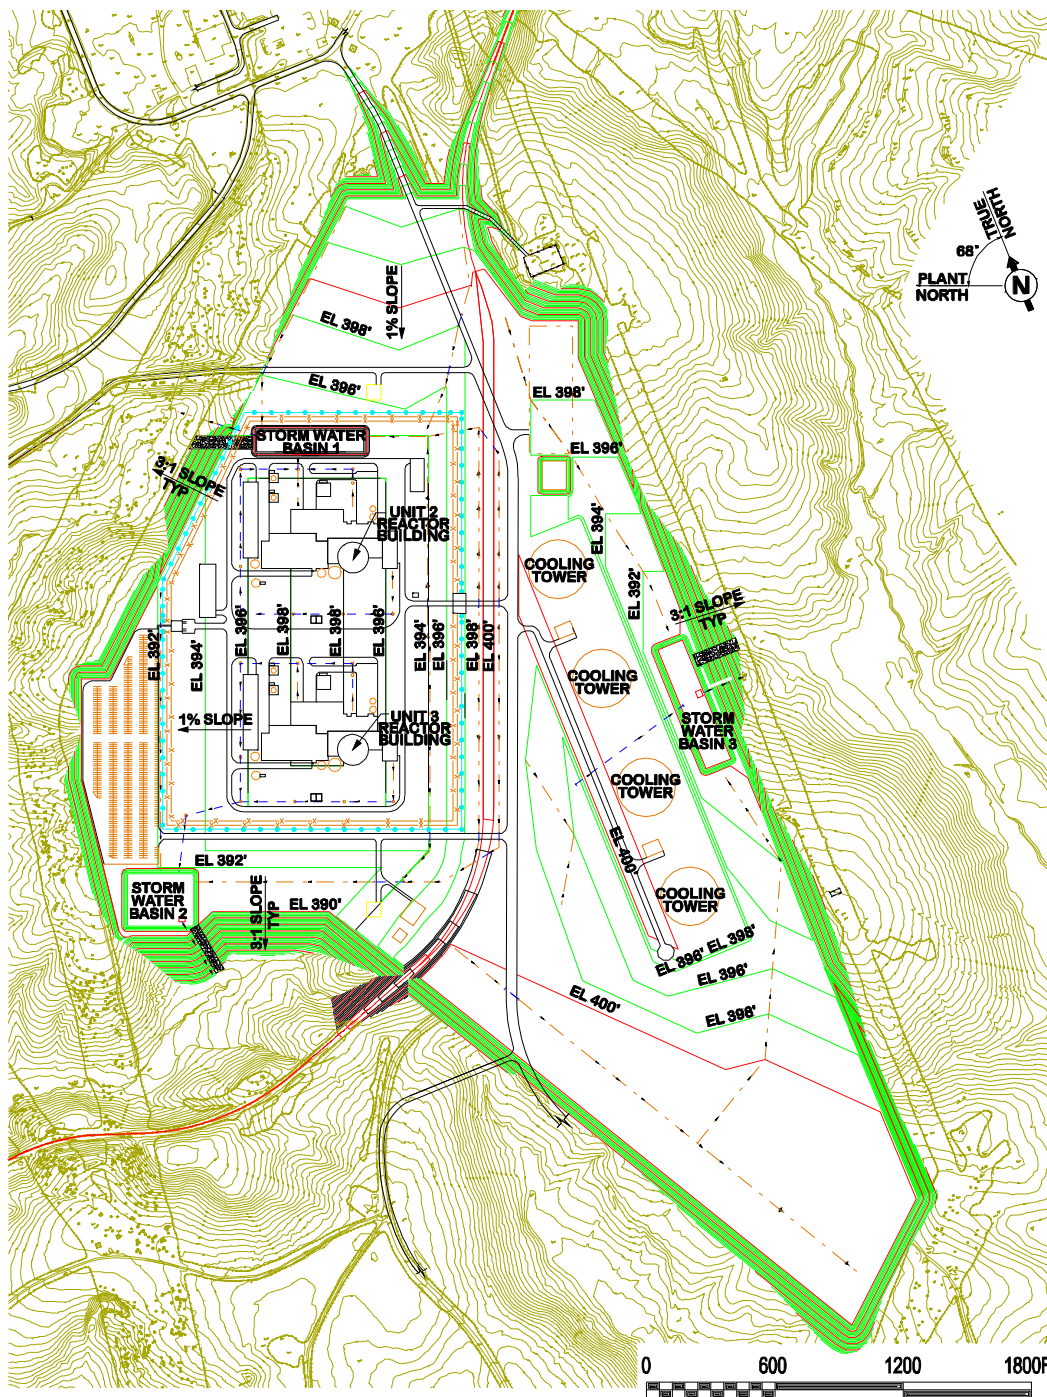 TRUE
NORTH
68°
PLANT
NORTH
N
1% SLOPE
EL 398'
EL 396'
EL 398'
EL 396'
STORM WATER
BASIN 1
3:1 SLOPE
TYP
UNIT 2
REACTOR
BUILDING
EL 394'
COOLING
TOWER
EL 392'
3:1 SLOPE
TYP
EL 392'
EL 394'
EL 396'
EL 398'
EL 398'
EL 396'
EL 394'
EL 396'
EL 398'
EL 400'
COOLING
TOWER
1% SLOPE
UNIT 3
REACTOR
BUILDING
STORM
WATER
BASIN 3
COOLING
TOWER
EL 400'
EL 392'
STORM
WATER
BASIN 2
3:1 SLOPE
TYP
EL 390'
COOLING
TOWER
EL 396'
EL 398'
EL 396'
EL 400'
EL 398'
0 600 1200 1800F